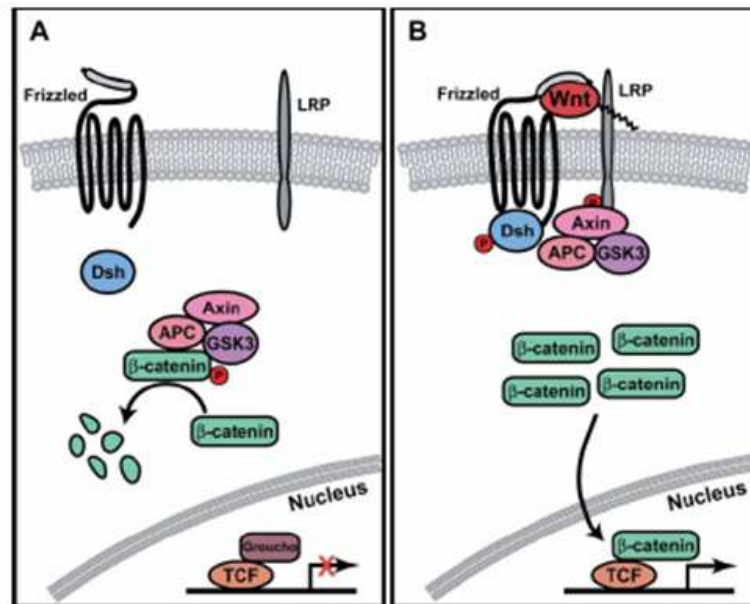 A
Frizzled
LRP
Dsh
Axin
APC
GSK3
β-catenin
P
β-catenin
Nucleus
Groucho
TCF
X
B
Frizzled
Wnt
LRP
P
Dsh
P
Axin
APC
GSK3
β-catenin
β-catenin
β-catenin
β-catenin
Nucleus
β-catenin
TCF